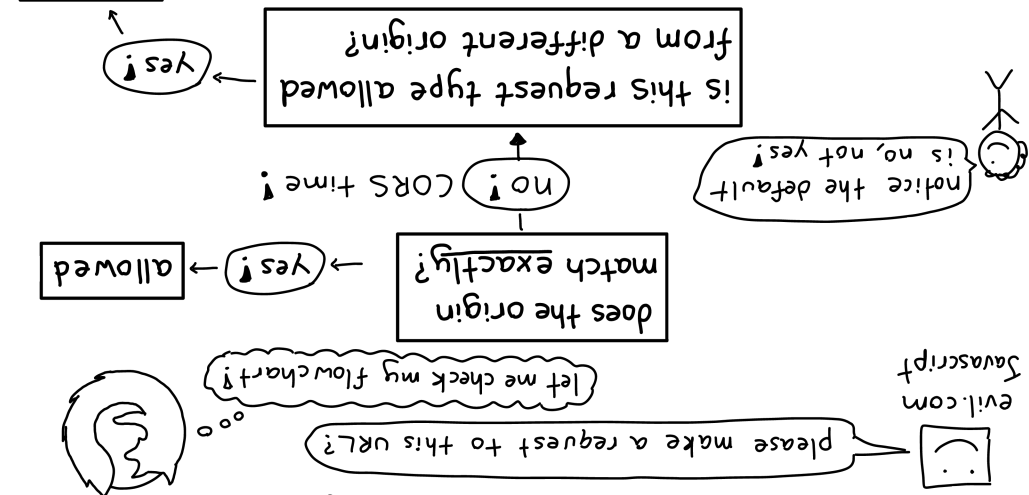 evil.com
Javascript
please make a request to this URL?
let me check my flowchart!
does the origin
match exactly?
yes!
allowed
no!
CORS time!
notice the default
is no, not yes!
is this request type allowed
from a different origin?
yes!